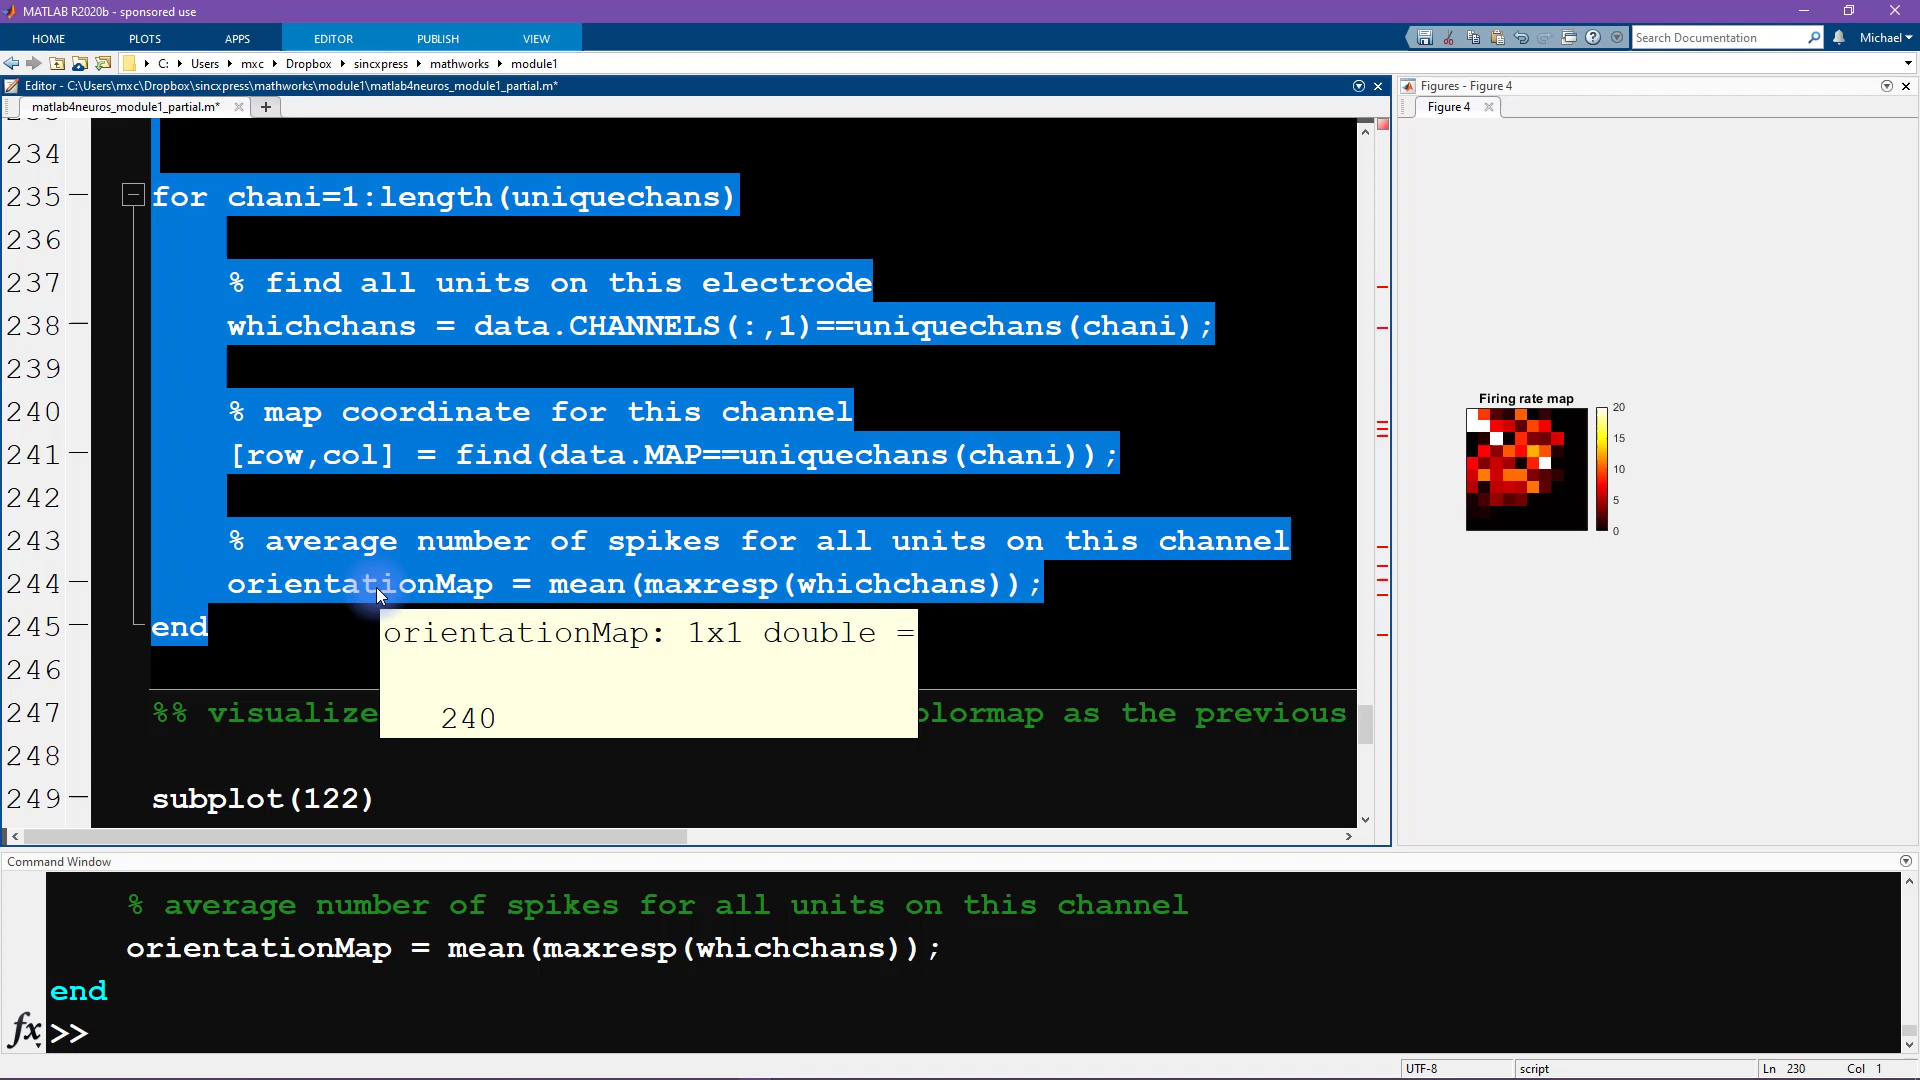 MATLAB R2020b - sponsored use
HOME PLOTS APPS EDITOR PUBLISH VIEW
Search Documentation
Michael
C: Users mxc Dropbox sincxpress mathworks module1
Editor - C:\Users\mxc\Dropbox\sincxpress\mathworks\module1\matlab4neuros_module1_partial.m*
matlab4neuros_module1_partial.m*
234
235 for chani=1:length(uniquechans)
236
237 % find all units on this electrode
238 whichchans = data.CHANNELS(:,1)==uniquechans(chani);
239
240 % map coordinate for this channel
241 [row,col] = find(data.MAP==uniquechans(chani));
242
243 % average number of spikes for all units on this channel
244 orientationMap = mean(maxresp(whichchans));
245 end
orientationMap: 1x1 double =
246
247 %% visualize
olormap as the previous
240
248
249 subplot(122)
Figures - Figure 4
Figure 4
Firing rate map
20
15
10
5
0
Command Window
% average number of spikes for all units on this channel
orientationMap = mean(maxresp(whichchans));
end
fx >>
UTF-8
script
Ln 230 Col 1